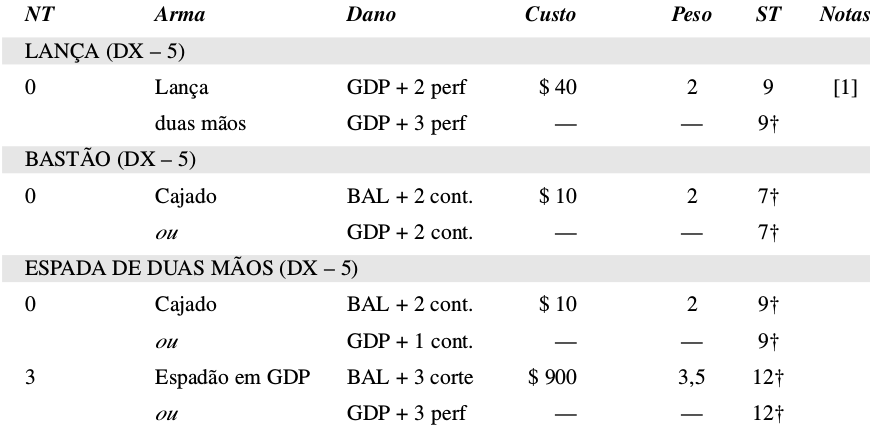 NT Arma Dano Custo Peso ST Notas
LANÇA (DX – 5)
0 Lança GDP + 2 perf $ 40 2 9 [1]
duas mãos GDP + 3 perf — — 9†
BASTÃO (DX – 5)
0 Cajado BAL + 2 cont. $ 10 2 7†
ou GDP + 2 cont. — — 7†
ESPADA DE DUAS MÃOS (DX – 5)
0 Cajado BAL + 2 cont. $ 10 2 9†
ou GDP + 1 cont. — — 9†
3 Espadão em GDP BAL + 3 corte $ 900 3,5 12†
ou GDP + 3 perf — — 12†